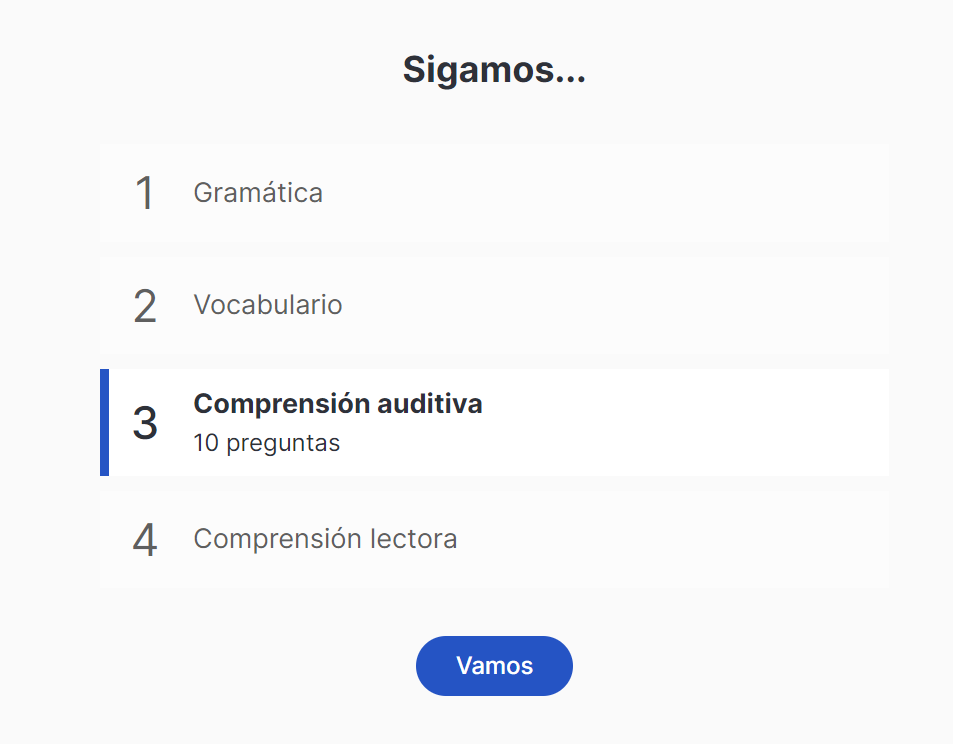 Sigamos...
1 Gramática
2 Vocabulario
3 Comprensión auditiva
10 preguntas
4 Comprensión lectora
Vamos